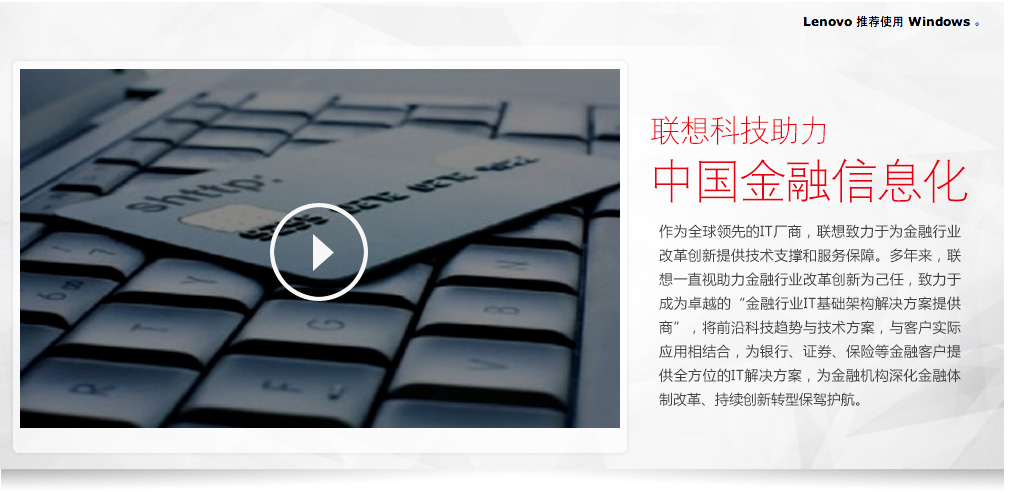 Lenovo 推荐使用 Windows 。
联想科技助力
中国金融信息化
作为全球领先的IT厂商，联想致力于为金融行业
改革创新提供技术支撑和服务保障。多年来，联
想一直视助力金融行业改革创新为己任，致力于
成为卓越的“金融行业IT基础架构解决方案提供
商”，将前沿科技趋势与技术方案，与客户实际
应用相结合，为银行、证券、保险等金融客户提
供全方位的IT解决方案，为金融机构深化金融体
制改革、持续创新转型保驾护航。
shttp:
6
Y
N
T
G
B
R
F
V